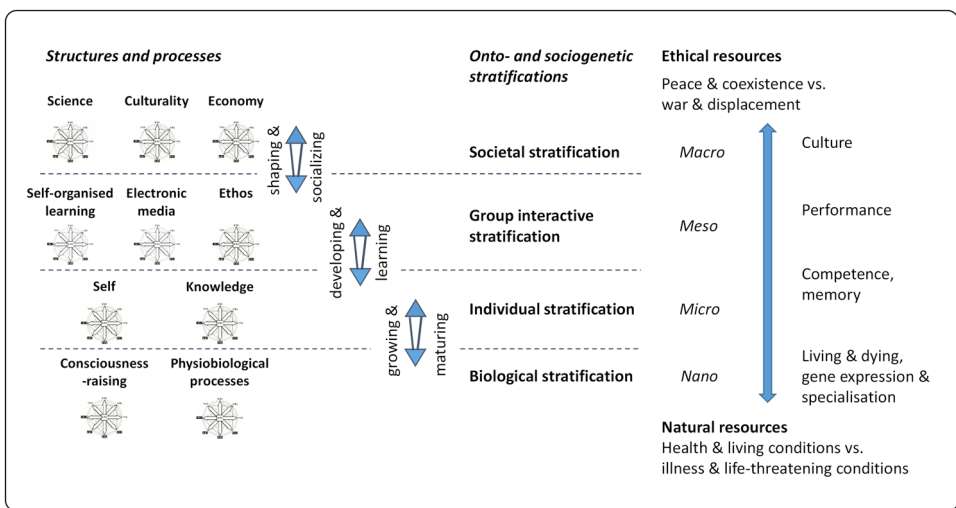 Structures and processes
Onto- and sociogenetic
stratifications
Ethical resources
Peace & coexistence vs.
war & displacement
Science
Culturality
Economy
shaping &
socializing
Societal stratification
Macro
Culture
Self-organised
learning
Electronic
media
Ethos
developing &
learning
Group interactive
stratification
Meso
Performance
Self
Knowledge
growing &
maturing
Individual stratification
Micro
Competence,
memory
Consciousness
-raising
Physiobiological
processes
Biological stratification
Nano
Living & dying,
gene expression &
specialisation
Natural resources
Health & living conditions vs.
illness & life-threatening conditions